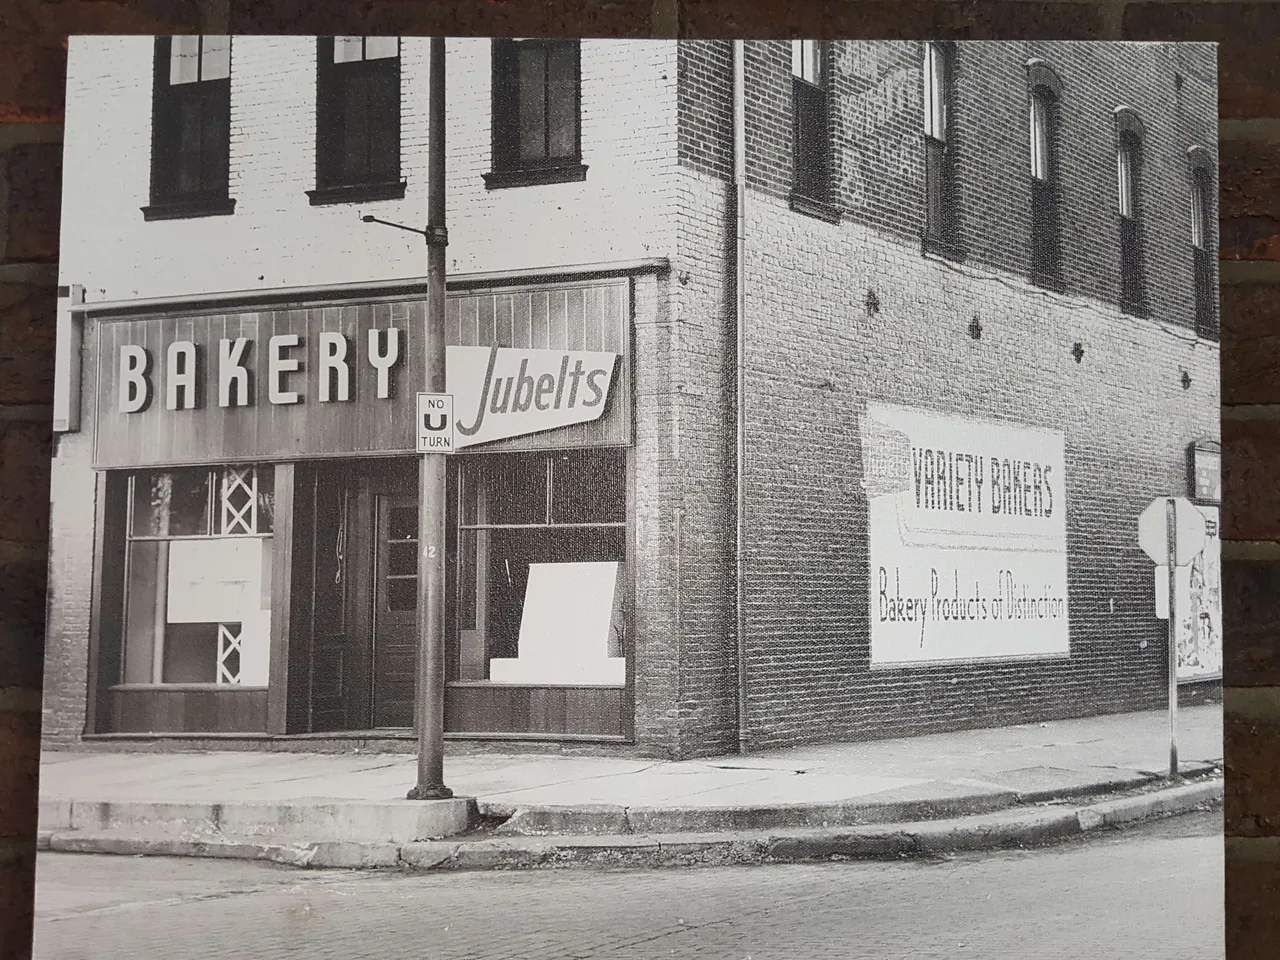 BAKERY
Jubelts
NO
U
TURN
42
VARIETY BAKERS
Bakery Products of Distinction